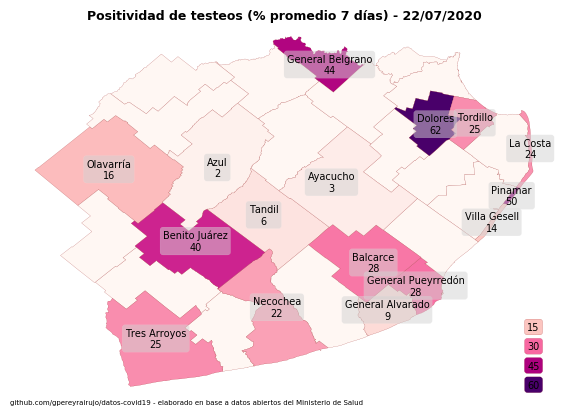 Positividad de testeos (% promedio 7 días) - 22/07/2020
General Belgrano
44
Dolores
62
Tordillo
25
La Costa
24
Olavarría
16
Azul
2
Ayacucho
3
Pinamar
50
Tandil
6
Villa Gesell
14
Benito Juárez
40
Balcarce
28
General Pueyrredón
28
Necochea
22
General Alvarado
9
Tres Arroyos
25
15
30
45
60
github.com/gpereyrairujo/datos-covid19 - elaborado en base a datos abiertos del Ministerio de Salud